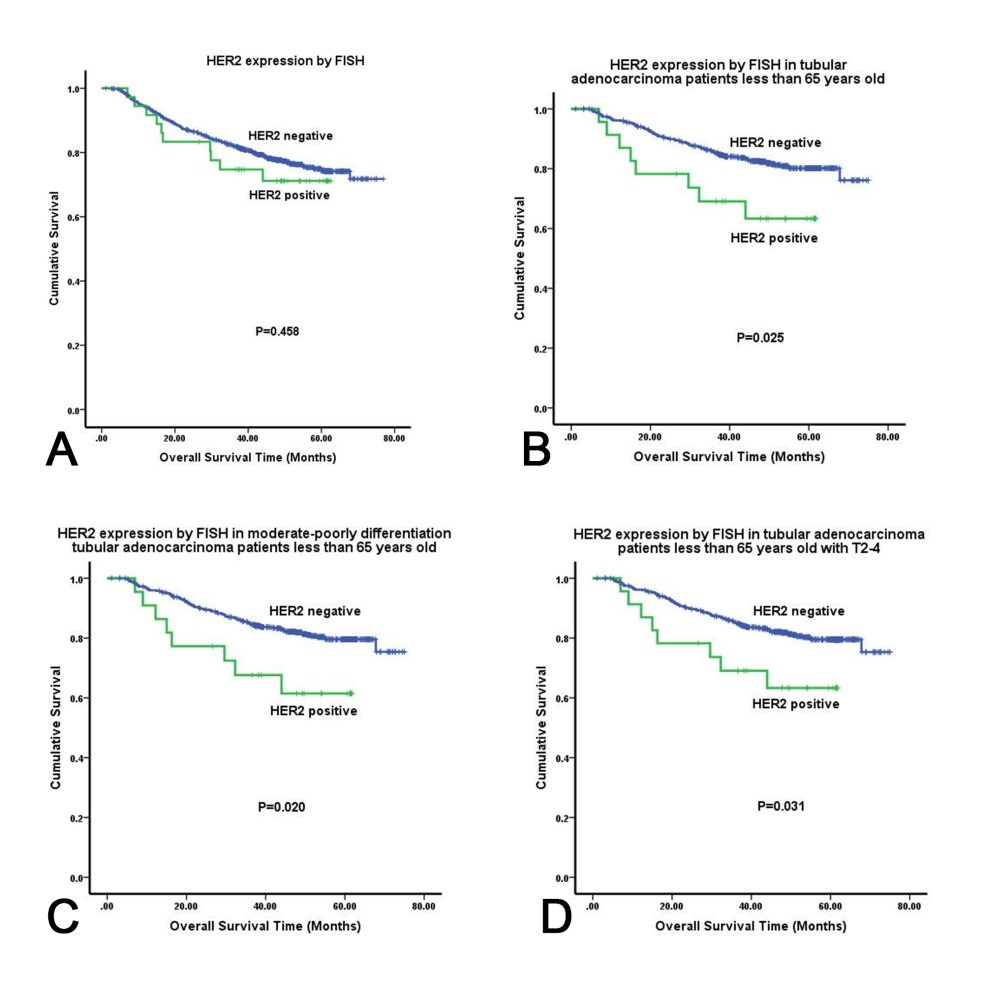 HER2 expression by FISH
1.0
0.8
0.6
0.4
0.2
0.0
Cumulative Survival
HER2 negative
HER2 positive
P=0.458
.00 20.00 40.00 60.00 80.00
Overall Survival Time (Months)
A
HER2 expression by FISH in tubular
adenocarcinoma patients less than 65 years old
1.0
0.8
0.6
0.4
0.2
0.0
Cumulative Survival
HER2 negative
HER2 positive
P=0.025
.00 20.00 40.00 60.00 80.00
Overall Survival Time (Months)
B
HER2 expression by FISH in moderate-poorly differentiation
tubular adenocarcinoma patients less than 65 years old
1.0
0.8
0.6
0.4
0.2
0.0
Cumulative Survival
HER2 negative
HER2 positive
P=0.020
.00 20.00 40.00 60.00 80.00
Overall Survival Time (Months)
C
HER2 expression by FISH in tubular adenocarcinoma
patients less than 65 years old with T2-4
1.0
0.8
0.6
0.4
0.2
0.0
Cumulative Survival
HER2 negative
HER2 positive
P=0.031
.00 20.00 40.00 60.00 80.00
Overall Survival Time (Months)
D